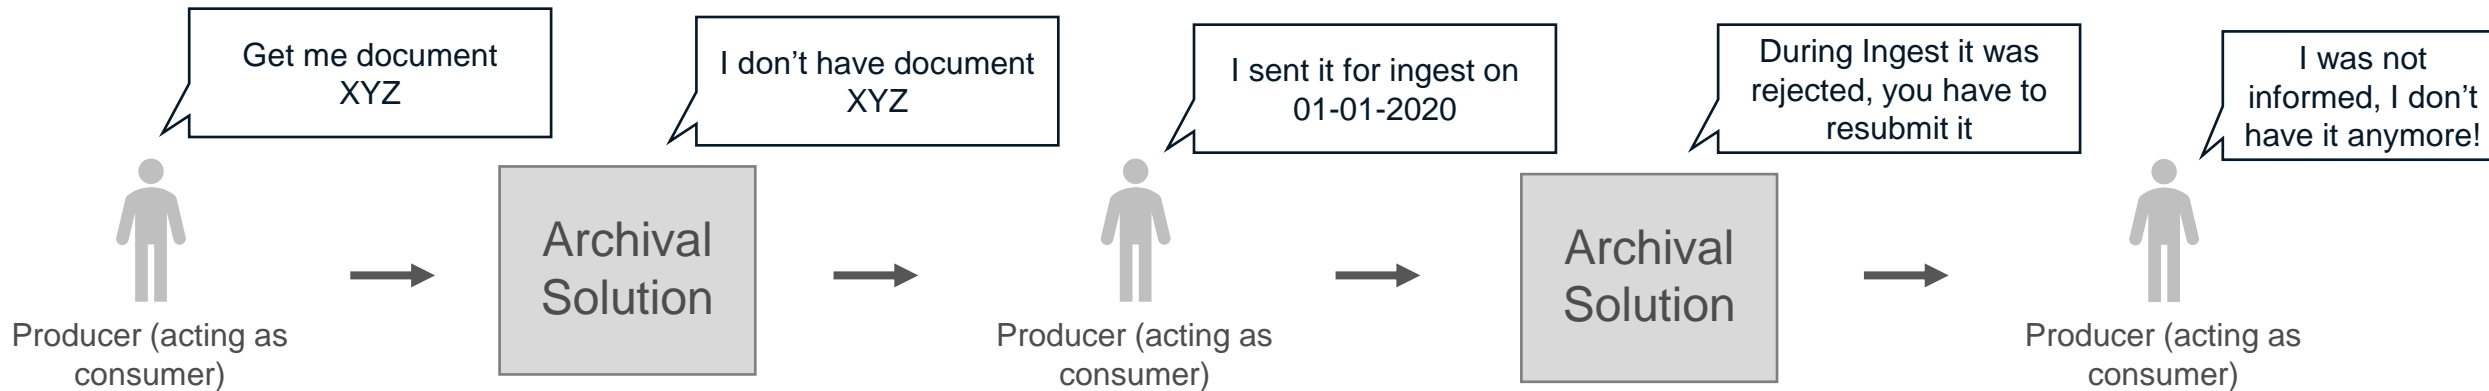 Get me document
XYZ
I don't have document
XYZ
I sent it for ingest on
01-01-2020
During Ingest it was
rejected, you have to
resubmit it
I was not
informed, I don't
have it anymore!
Archival
Solution
Archival
Solution
Producer (acting as
consumer)
Producer (acting as
consumer)
Producer (acting as
consumer)